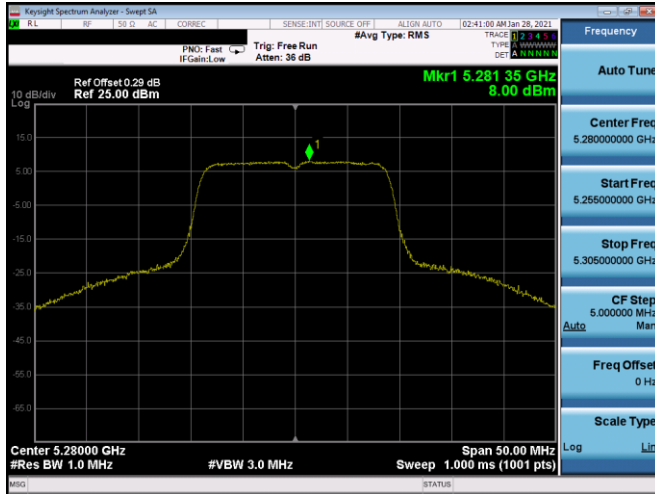 Keysight Spectrum Analyzer - Swept SA
RL RF 50 Ω AC CORREC SENSE:INT SOURCE OFF ALIGN AUTO 02:41:00 AM Jan 28, 2021
#Avg Type: RMS
TRACE 1 2 3 4 5 6
TYPE A WWWWW
DET A N N N N N
PNO: Fast
IFGain:Low
Trig: Free Run
Atten: 36 dB
Mkr1 5.281 35 GHz
8.00 dBm
Ref Offset 0.29 dB
Ref 25.00 dBm
10 dB/div
Log
15.0
5.00
-5.00
-15.0
-25.0
-35.0
-45.0
-55.0
-65.0
1
Center 5.28000 GHz
Span 50.00 MHz
#Res BW 1.0 MHz
#VBW 3.0 MHz
Sweep 1.000 ms (1001 pts)
MSG
STATUS
Frequency
Auto Tune
Center Freq
5.280000000 GHz
Start Freq
5.255000000 GHz
Stop Freq
5.305000000 GHz
CF Step
5.000000 MHz
Auto Man
Freq Offset
0 Hz
Scale Type
Log Lin